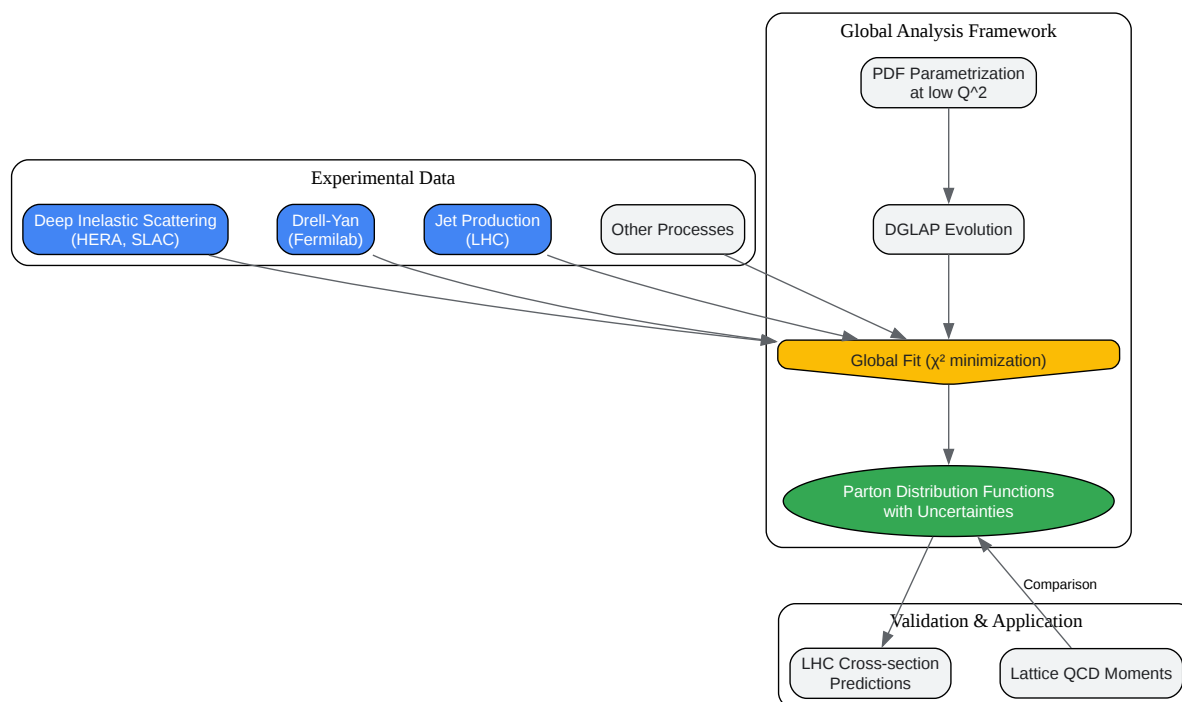 Global Analysis Framework
PDF Parametrization
at low Q^2
Experimental Data
Deep Inelastic Scattering
(HERA, SLAC)
Drell-Yan
(Fermilab)
Jet Production
(LHC)
Other Processes
DGLAP Evolution
Global Fit (χ² minimization)
Parton Distribution Functions
with Uncertainties
Comparison
Validation & Application
LHC Cross-section
Predictions
Lattice QCD Moments